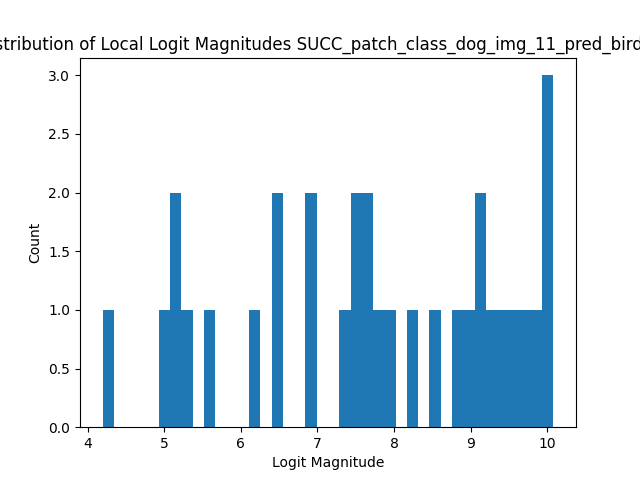 stribution of Local Logit Magnitudes SUCC_patch_class_dog_img_11_pred_bird
3.0
2.5
2.0
1.5
1.0
0.5
0.0
Count
4 5 6 7 8 9 10
Logit Magnitude